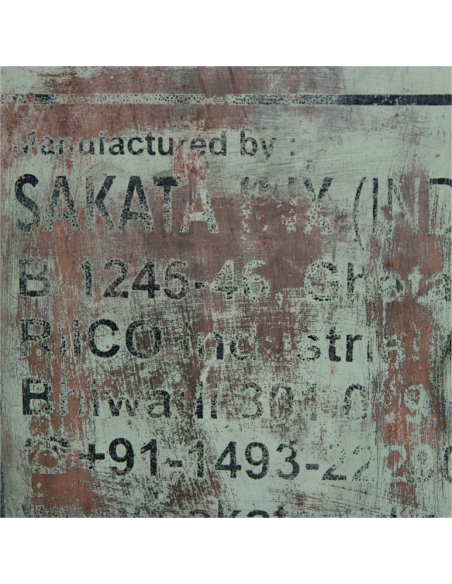 Manufactured by :
SAKATA INX (IND
B 1246-46, Ghata
RIICO Industrial A
Bhiwadi 301 019
☎+91-1493-22